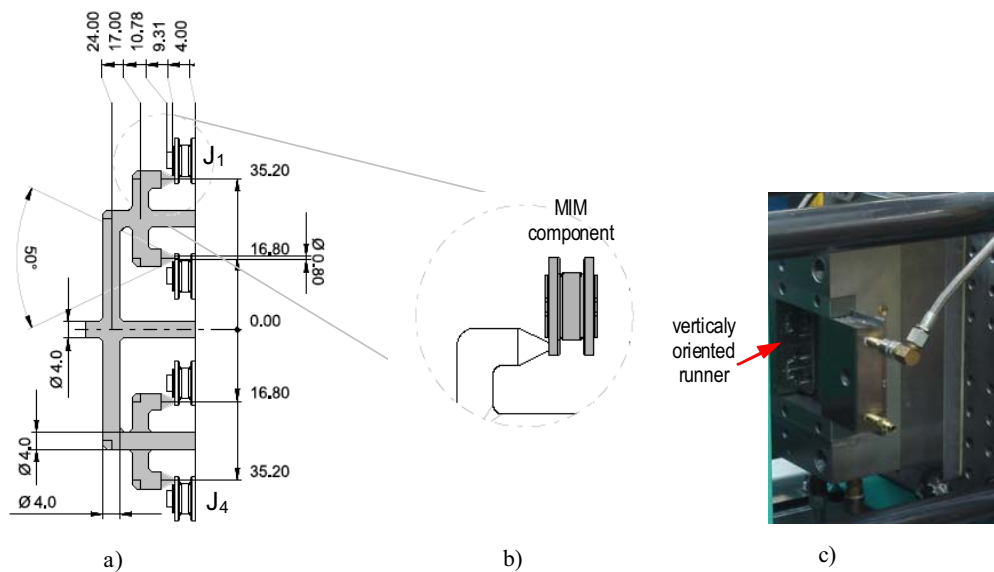 24.00
17.00
10.78
9.31
4.00
J1
35.20
16.80
Ø 0.80
50°
0.00
Ø 4.0
16.80
Ø 4.0
35.20
Ø 4.0
J4
a)
MIM
component
b)
verticaly
oriented
runner
c)